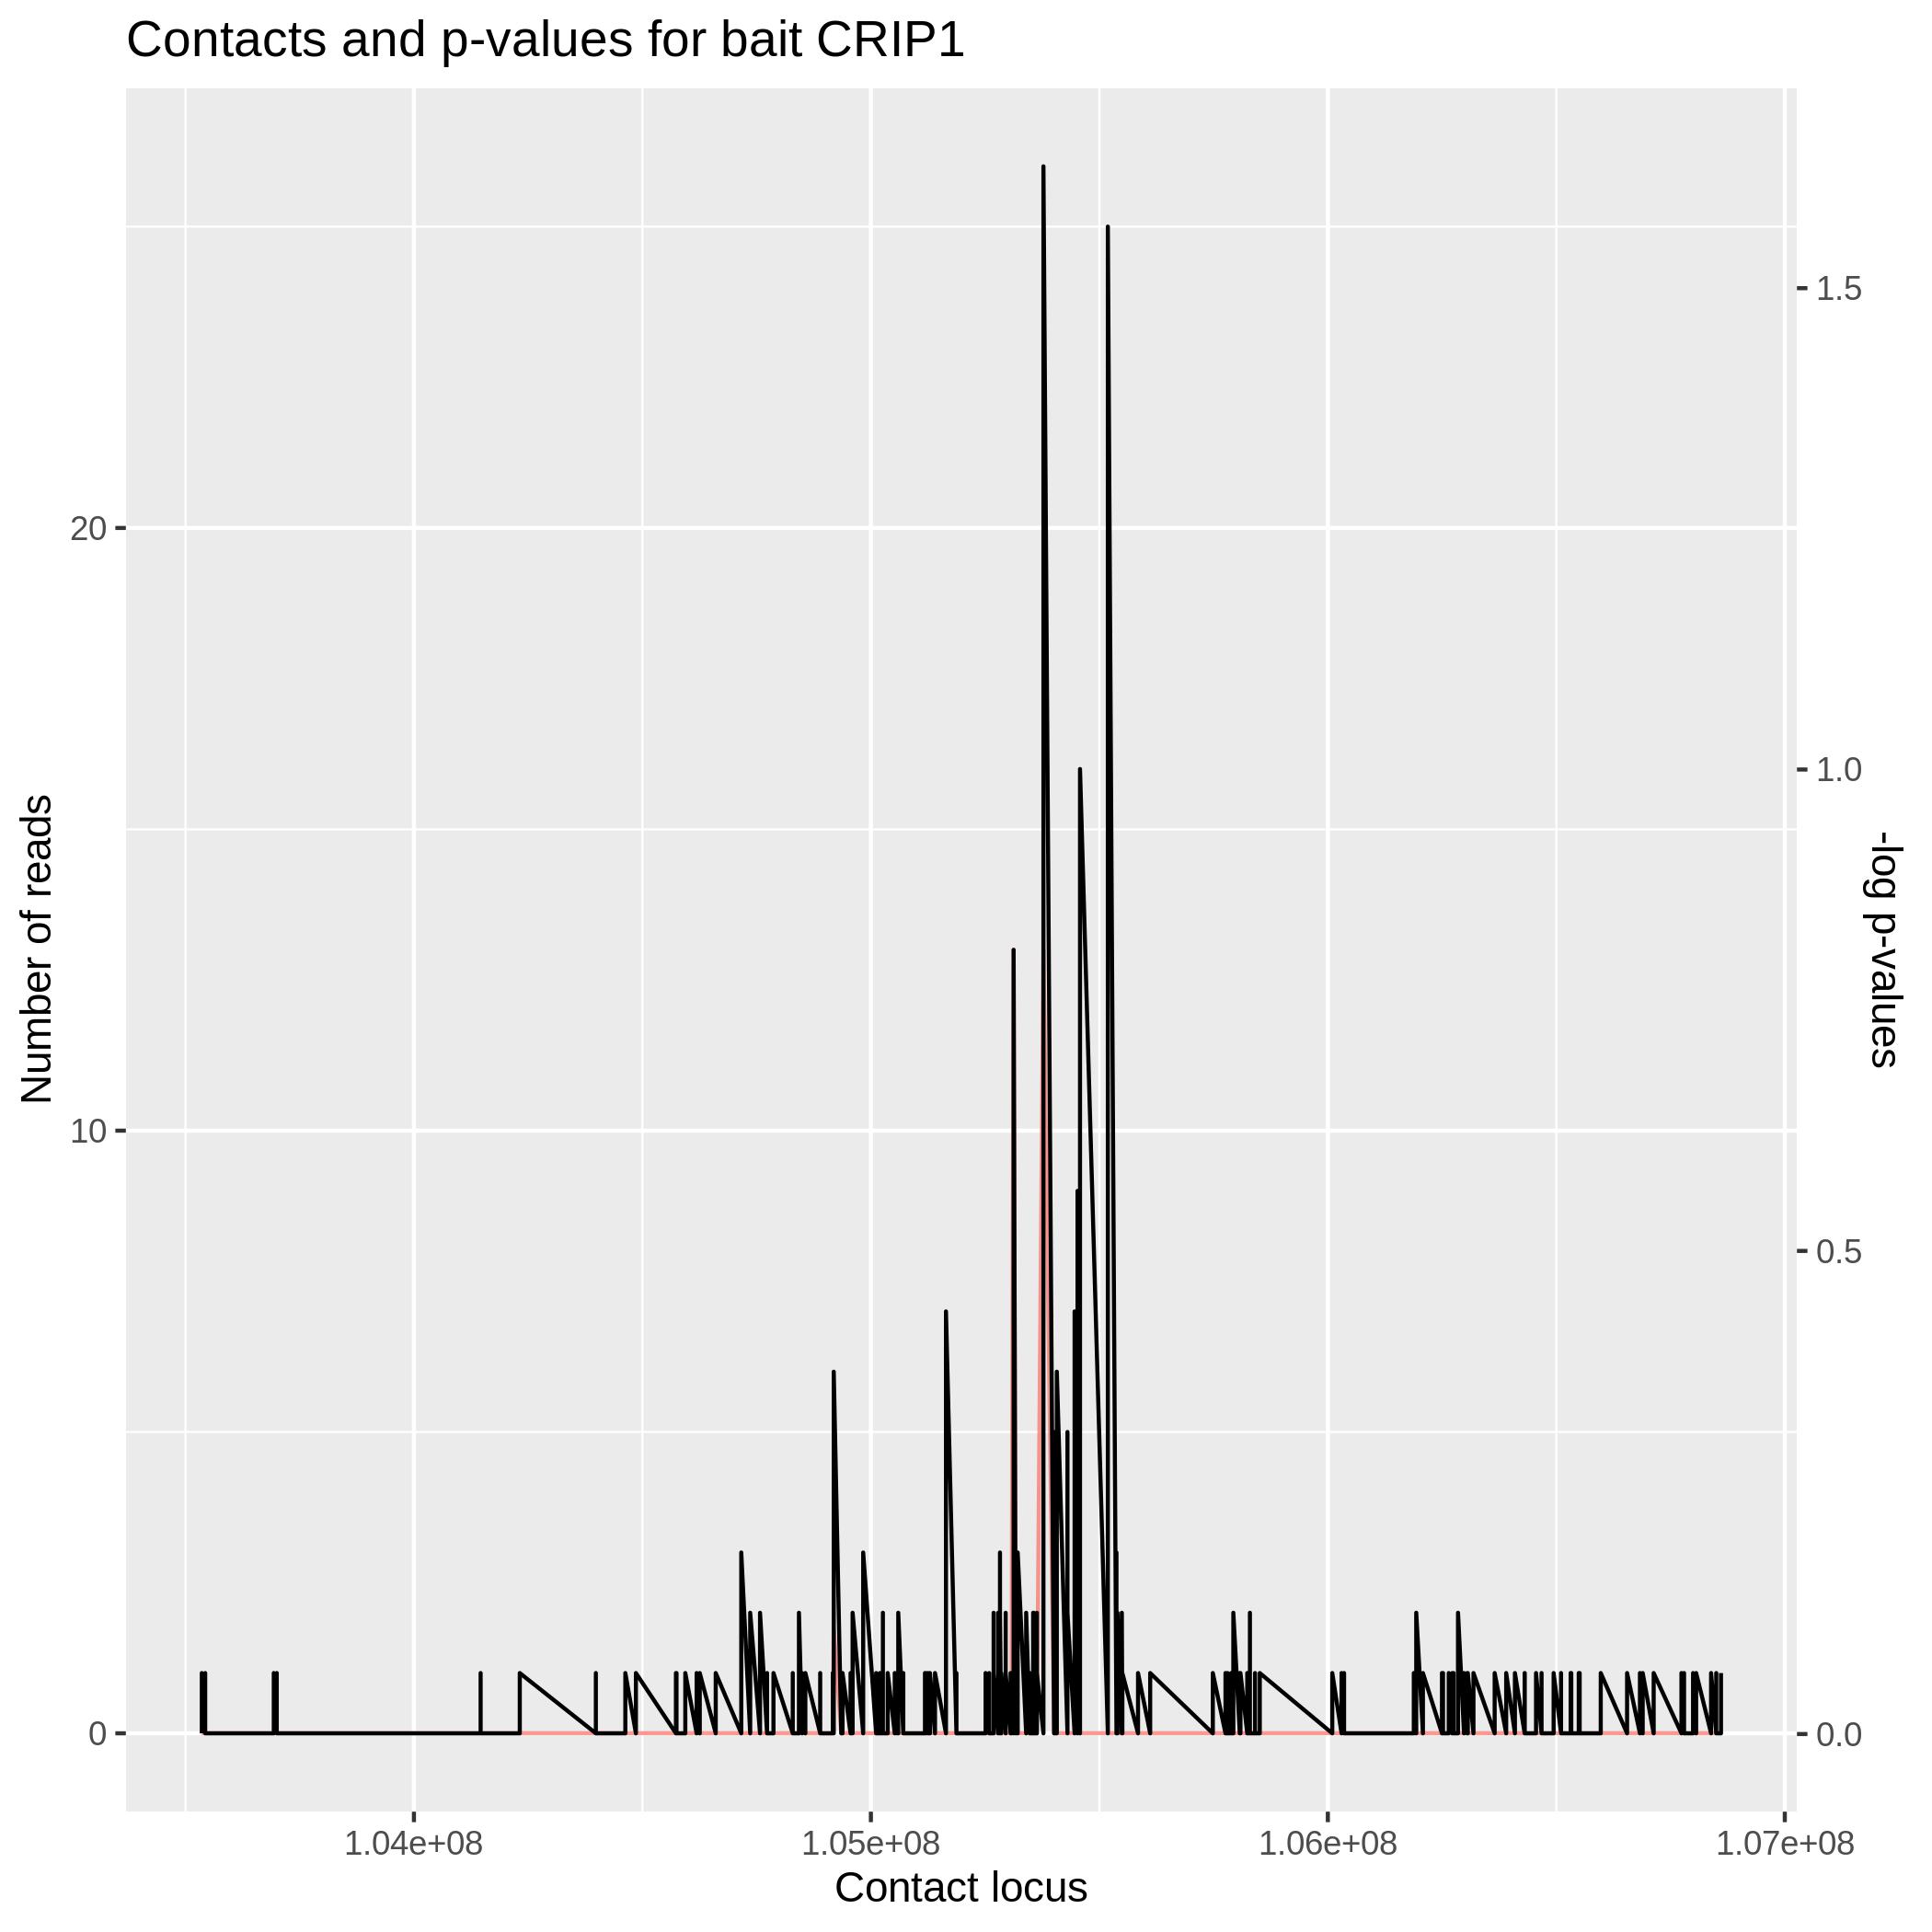 Contacts and p-values for bait CRIP1
Number of reads
20
10
0
1.5
1.0
0.5
0.0
-log p-values
1.04e+08
1.05e+08
1.06e+08
1.07e+08
Contact locus